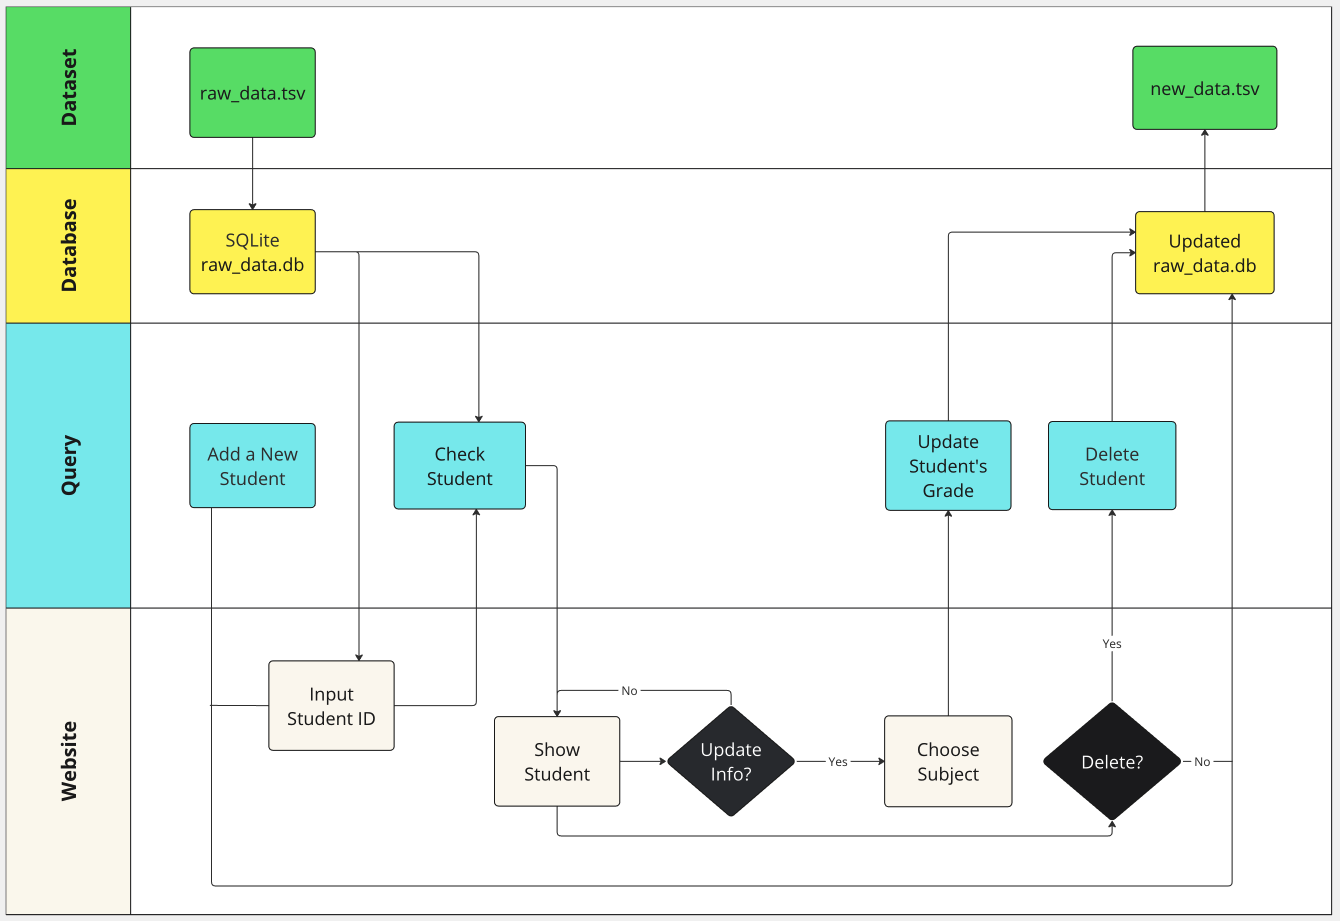 Dataset
raw_data.tsv
new_data.tsv
Database
SQLite
raw_data.db
Updated
raw_data.db
Query
Add a New
Student
Check
Student
Update
Student's
Grade
Delete
Student
Website
Input
Student ID
Show
Student
No
Update
Info?
Yes
Choose
Subject
Yes
Delete?
No